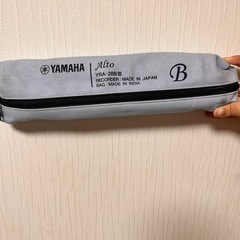 YAMAHA Alto B
YRA-28BⅢ
RECORDER : MADE IN JAPAN
BAG : MADE IN INDIA